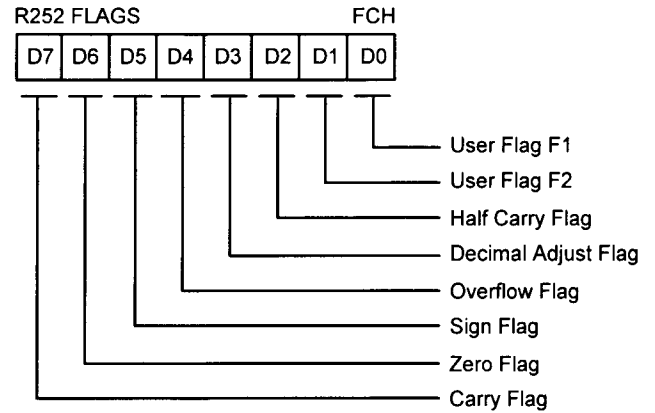 R252 FLAGS FCH
D7 D6 D5 D4 D3 D2 D1 D0
User Flag F1
User Flag F2
Half Carry Flag
Decimal Adjust Flag
Overflow Flag
Sign Flag
Zero Flag
Carry Flag